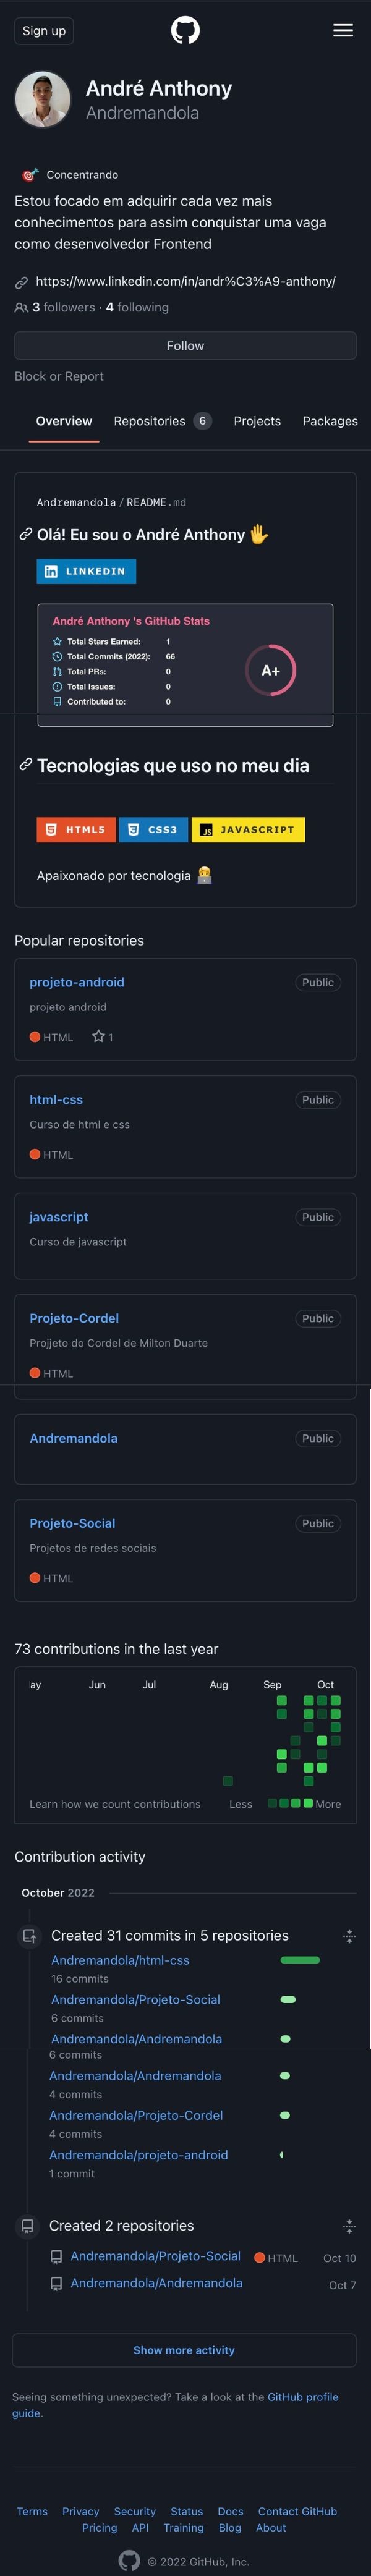 Sign up
André Anthony
Andremandola
Concentrando
Estou focado em adquirir cada vez mais
conhecimentos para assim conquistar uma vaga
como desenvolvedor Frontend
https://www.linkedin.com/in/andr%C3%A9-anthony/
3 followers · 4 following
Follow
Block or Report
Overview Repositories 6 Projects Packages
Andremandola / README.md
Olá! Eu sou o André Anthony 🖐
LINKEDIN
André Anthony 's GitHub Stats
Total Stars Earned: 1
Total Commits (2022): 66
Total PRs: 0
Total Issues: 0
Contributed to: 0
A+
Tecnologias que uso no meu dia
HTML5 CSS3 JS JAVASCRIPT
Apaixonado por tecnologia 👨‍💻
Popular repositories
projeto-android Public
projeto android
HTML 1
html-css Public
Curso de html e css
HTML
javascript Public
Curso de javascript
Projeto-Cordel Public
Projjeto do Cordel de Milton Duarte
HTML
Andremandola Public
Projeto-Social Public
Projetos de redes sociais
HTML
73 contributions in the last year
ay Jun Jul Aug Sep Oct
Learn how we count contributions Less More
Contribution activity
October 2022
Created 31 commits in 5 repositories
Andremandola/html-css
16 commits
Andremandola/Projeto-Social
6 commits
Andremandola/Andremandola
6 commits
Andremandola/Andremandola
4 commits
Andremandola/Projeto-Cordel
4 commits
Andremandola/projeto-android
1 commit
Created 2 repositories
Andremandola/Projeto-Social HTML Oct 10
Andremandola/Andremandola Oct 7
Show more activity
Seeing something unexpected? Take a look at the GitHub profile
guide.
Terms Privacy Security Status Docs Contact GitHub
Pricing API Training Blog About
© 2022 GitHub, Inc.